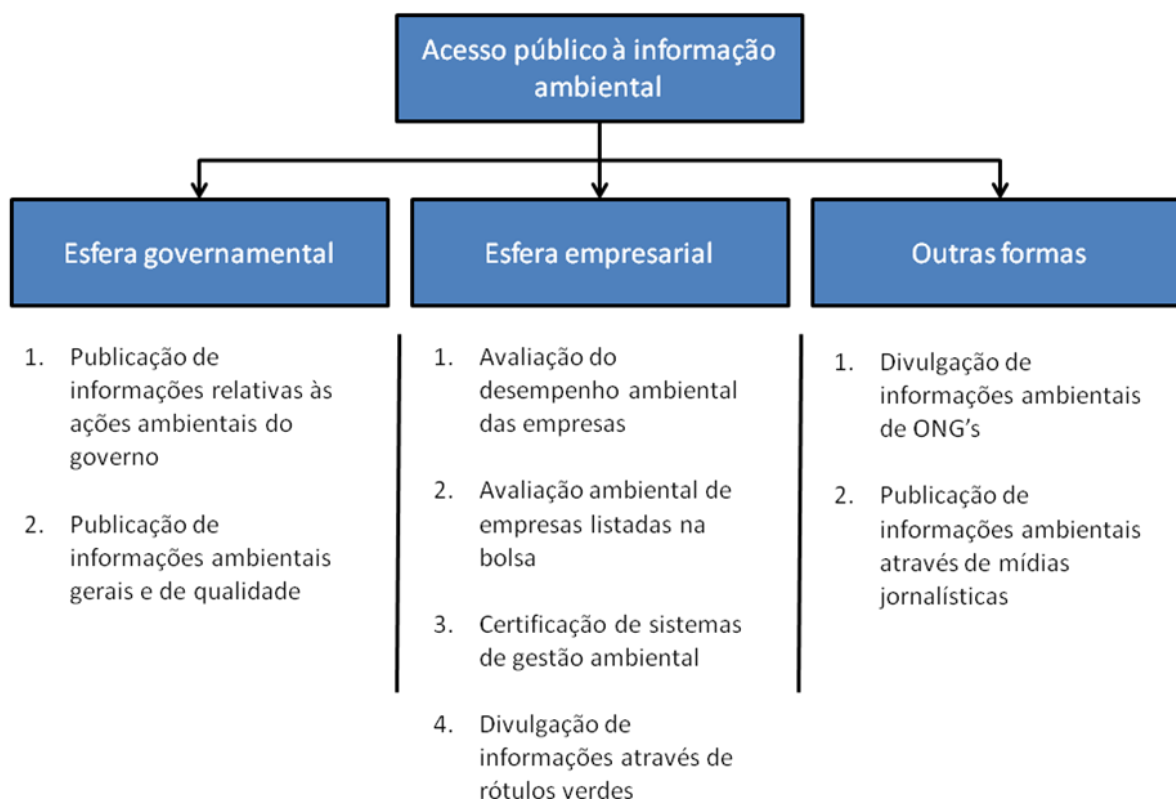 Acesso público à informação
ambiental
Esfera governamental
Esfera empresarial
Outras formas
1. Publicação de
informações relativas às
ações ambientais do
governo
2. Publicação de
informações ambientais
gerais e de qualidade
1. Avaliação do
desempenho ambiental
das empresas
2. Avaliação ambiental de
empresas listadas na
bolsa
3. Certificação de sistemas
de gestão ambiental
4. Divulgação de
informações através de
rótulos verdes
1. Divulgação de
informações ambientais
de ONG’s
2. Publicação de
informações ambientais
através de mídias
jornalísticas